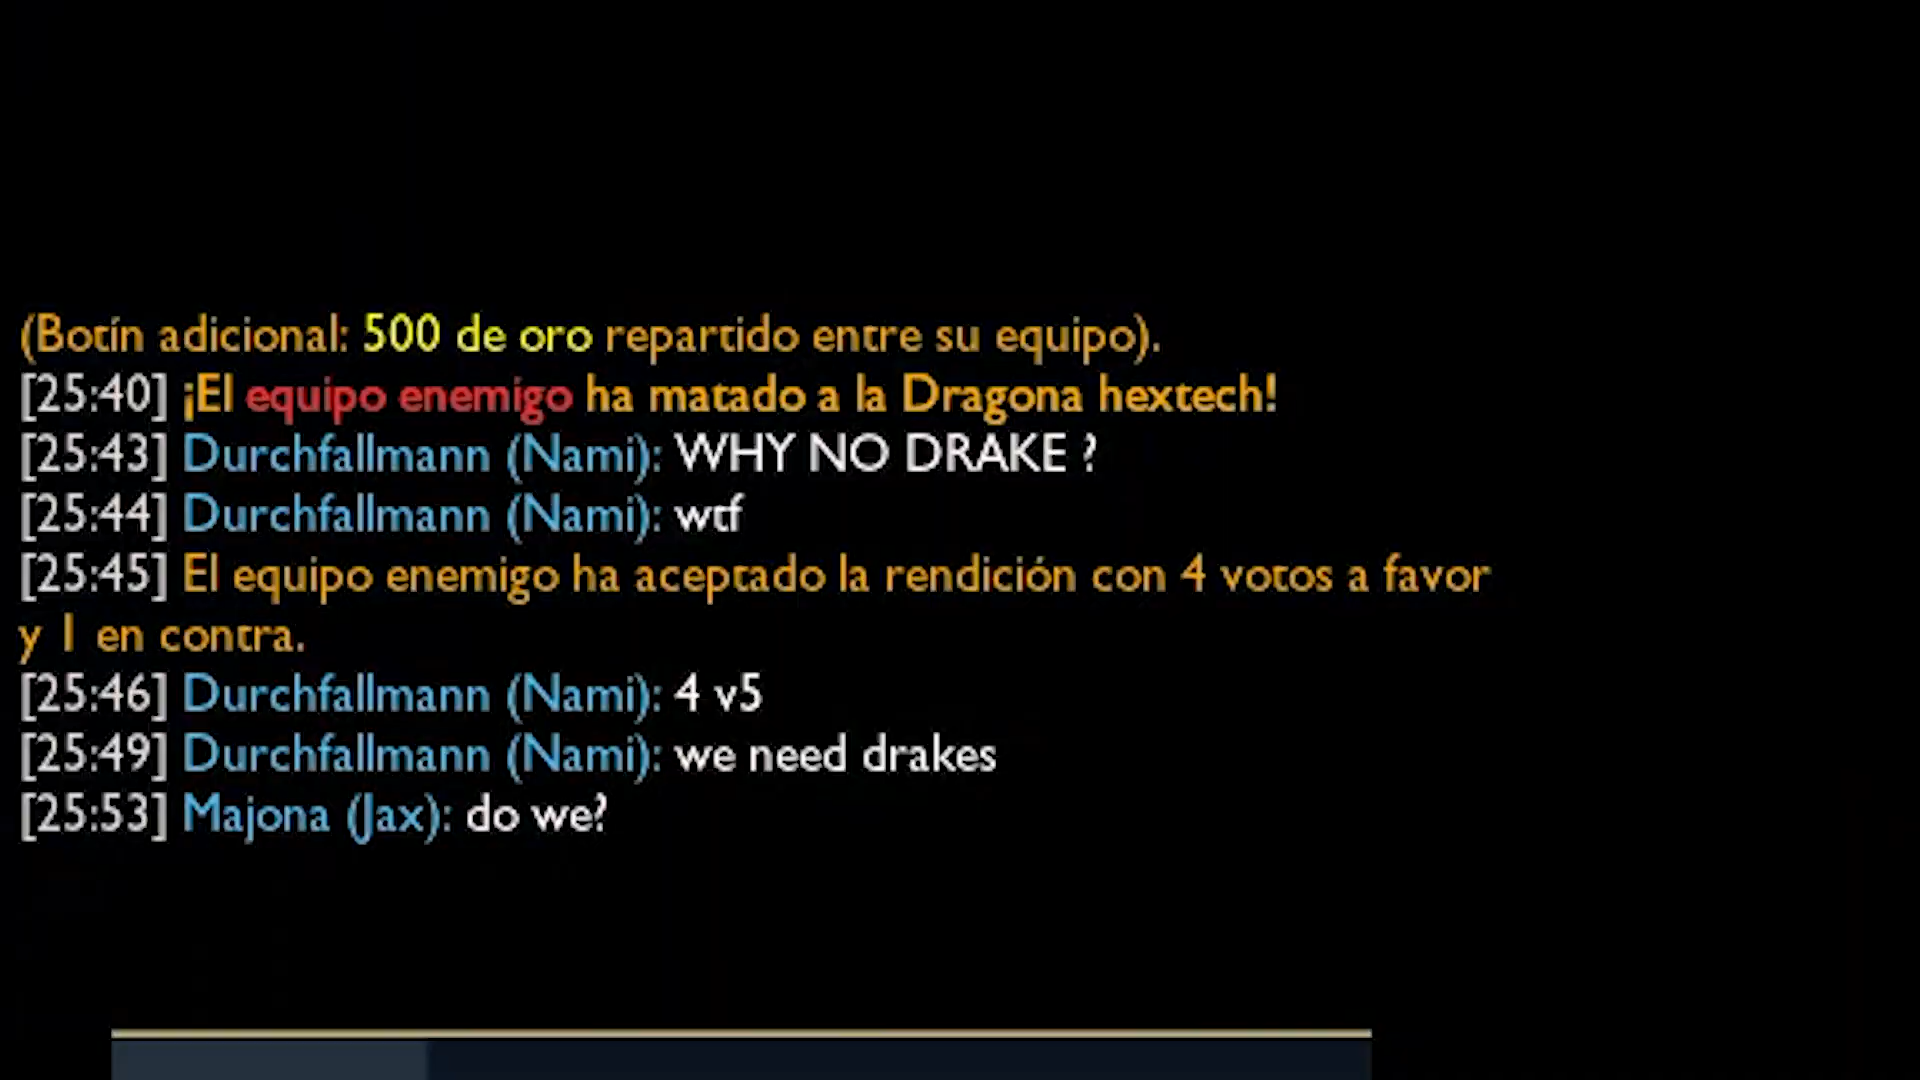 (Botín adicional: 500 de oro repartido entre su equipo).
[25:40] ¡El equipo enemigo ha matado a la Dragona hextech!
[25:43] Durchfallmann (Nami): WHY NO DRAKE ?
[25:44] Durchfallmann (Nami): wtf
[25:45] El equipo enemigo ha aceptado la rendición con 4 votos a favor
y 1 en contra.
[25:46] Durchfallmann (Nami): 4 v5
[25:49] Durchfallmann (Nami): we need drakes
[25:53] Majona (Jax): do we?